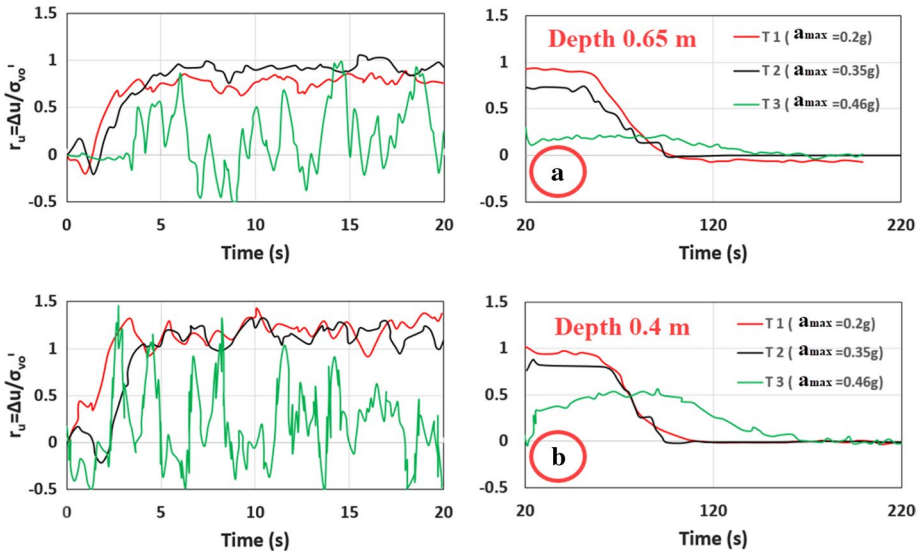 1.5
1
0.5
0
-0.5
r_u=Δu/σ_vo'
0 5 10 15 20
Time (s)
1.5
1
0.5
0
-0.5
Depth 0.65 m
T 1 ( a_max =0.2g)
T 2 ( a_max =0.35g)
T 3 ( a_max =0.46g)
a
20 120 220
Time (s)
1.5
1
0.5
0
-0.5
r_u=Δu/σ_vo'
0 5 10 15 20
Time (s)
1.5
1
0.5
0
-0.5
Depth 0.4 m
T 1 ( a_max =0.2g)
T 2 ( a_max =0.35g)
T 3 ( a_max =0.46g)
b
20 120 220
Time (s)